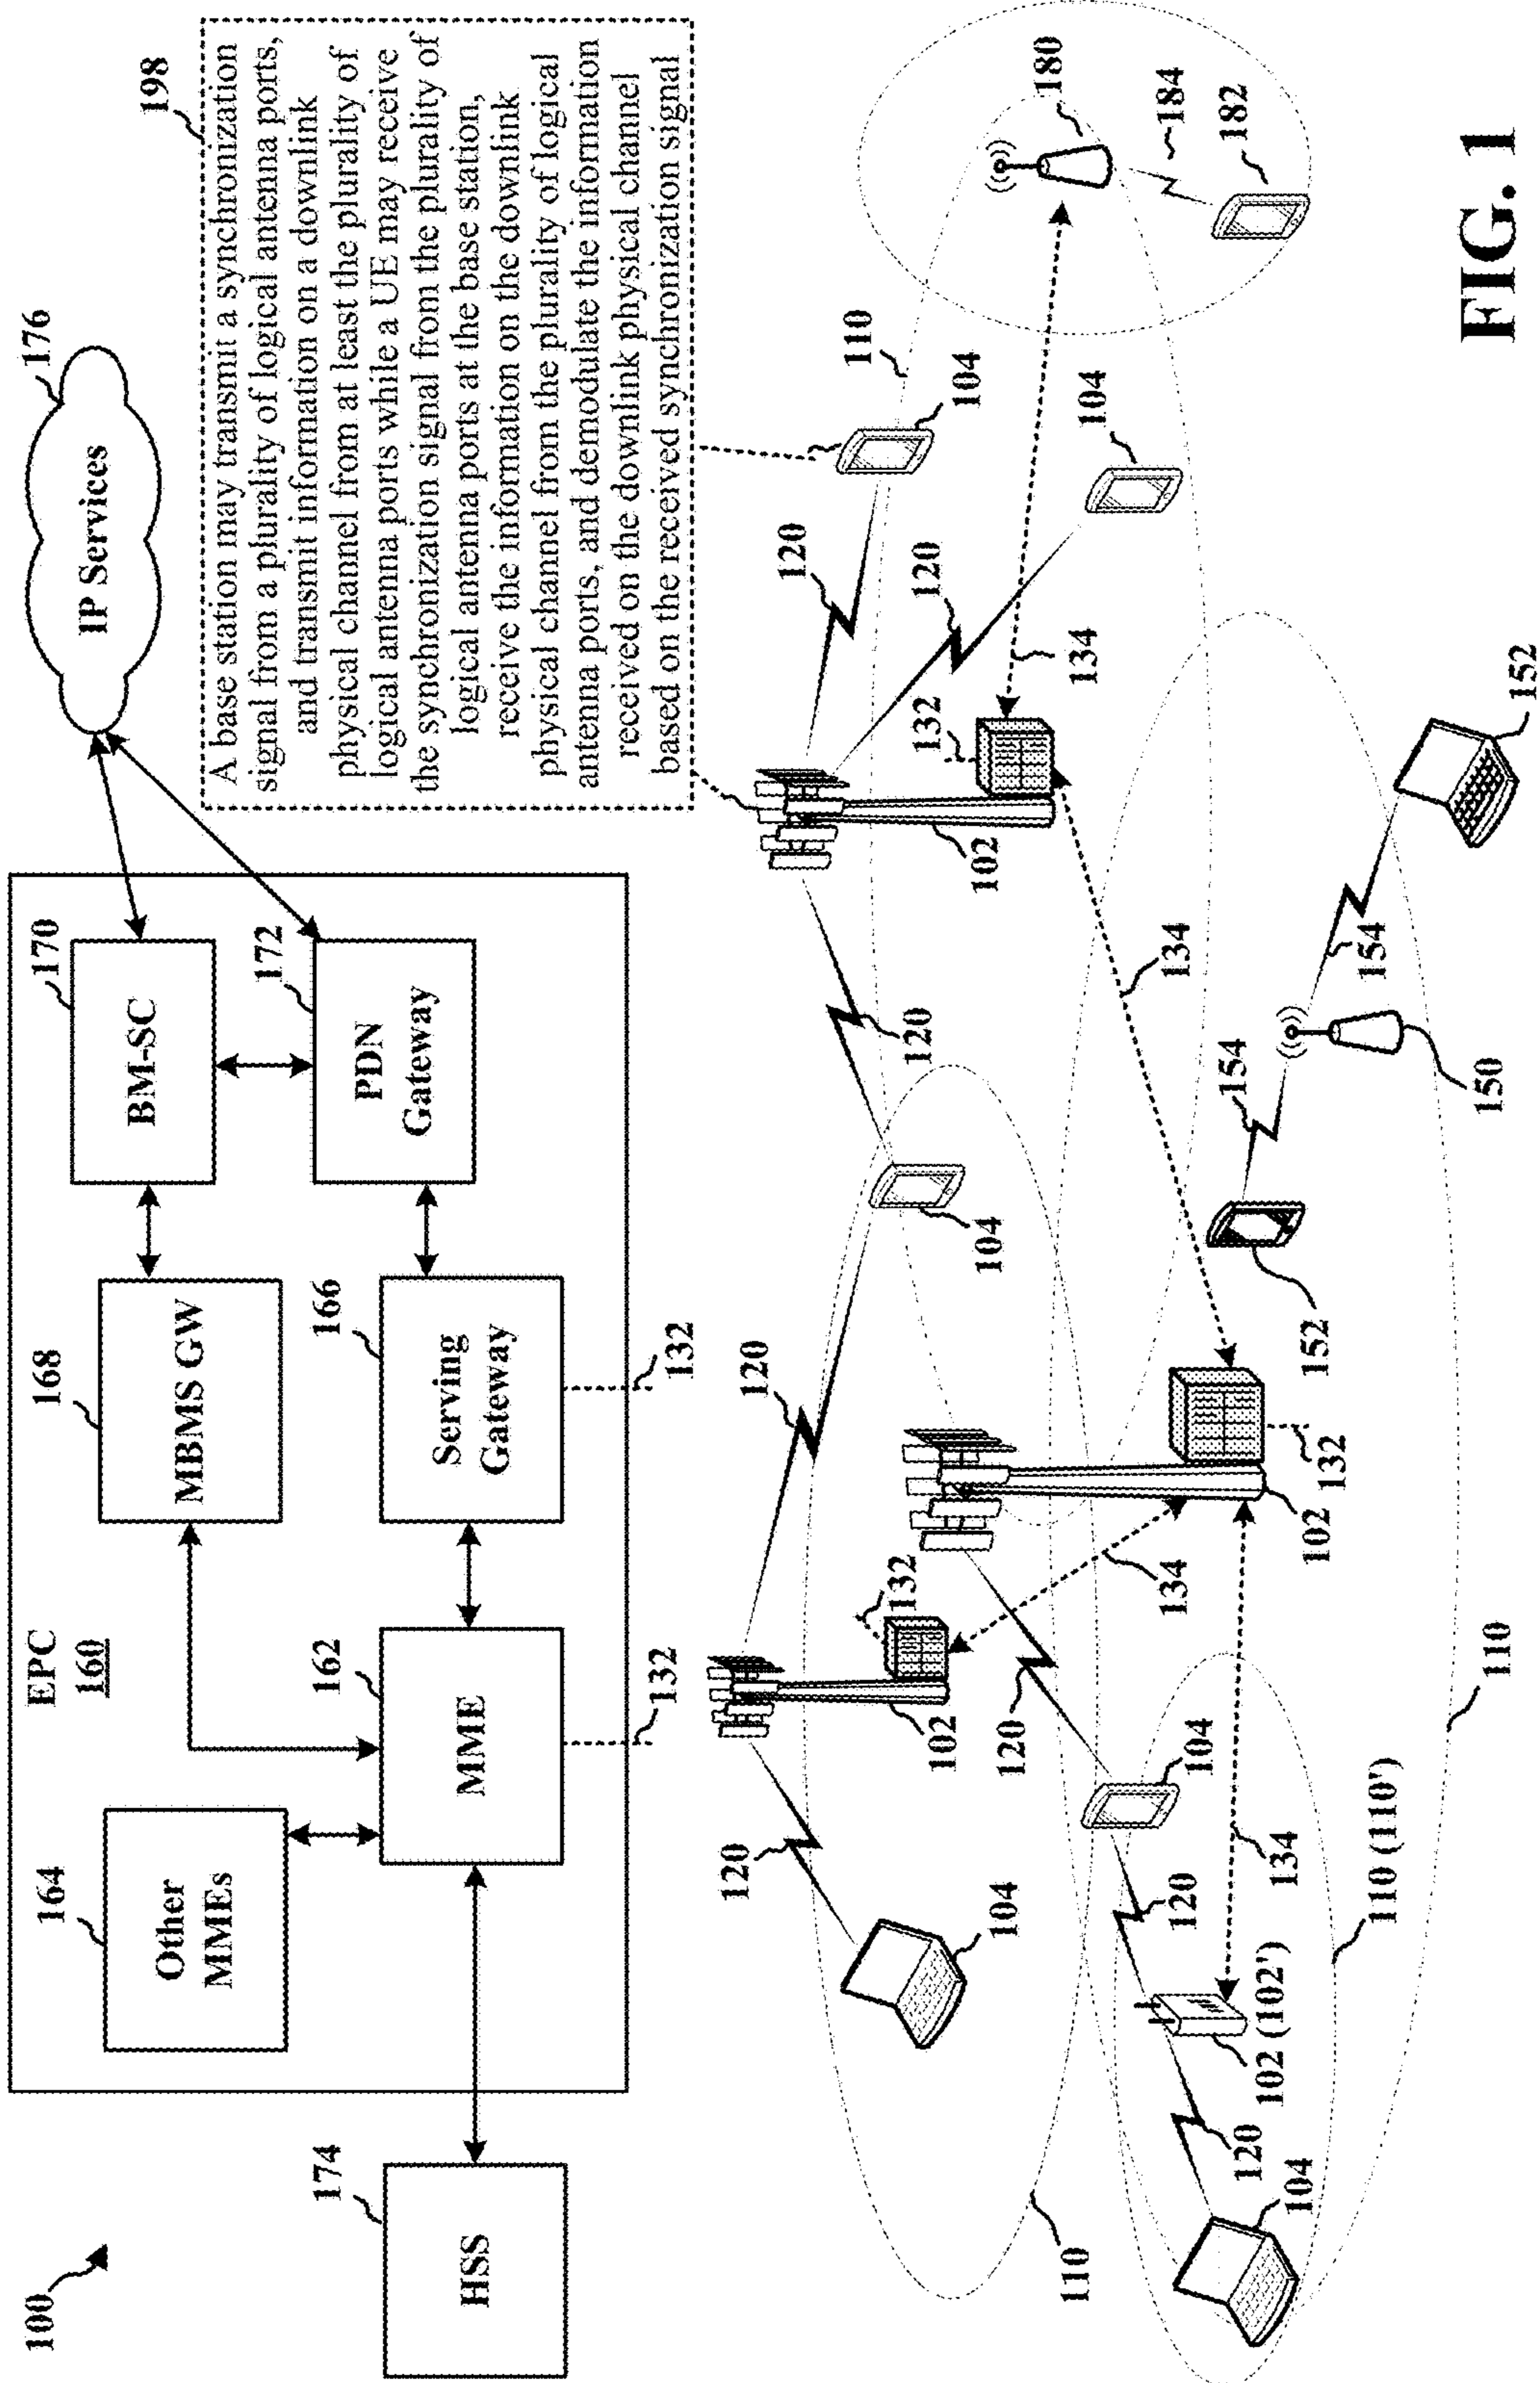 100
EPC
160
164
Other
MMEs
162
MME
168
MBMS GW
166
Serving
Gateway
170
BM-SC
172
PDN
Gateway
174
HSS
132
132
176
IP Services
198
A base station may transmit a synchronization
signal from a plurality of logical antenna ports,
and transmit information on a downlink
physical channel from at least the plurality of
logical antenna ports while a UE may receive
the synchronization signal from the plurality of
logical antenna ports at the base station,
receive the information on the downlink
physical channel from the plurality of logical
antenna ports, and demodulate the information
received on the downlink physical channel
based on the received synchronization signal
120
120
120
120
110
104
104
120
132
102
134
180
184
182
104
104
132
102
120
134
120
102
132
134
154
154
152
150
152
110
104
120
102 (102')
120
104
134
110 (110')
110
FIG. 1